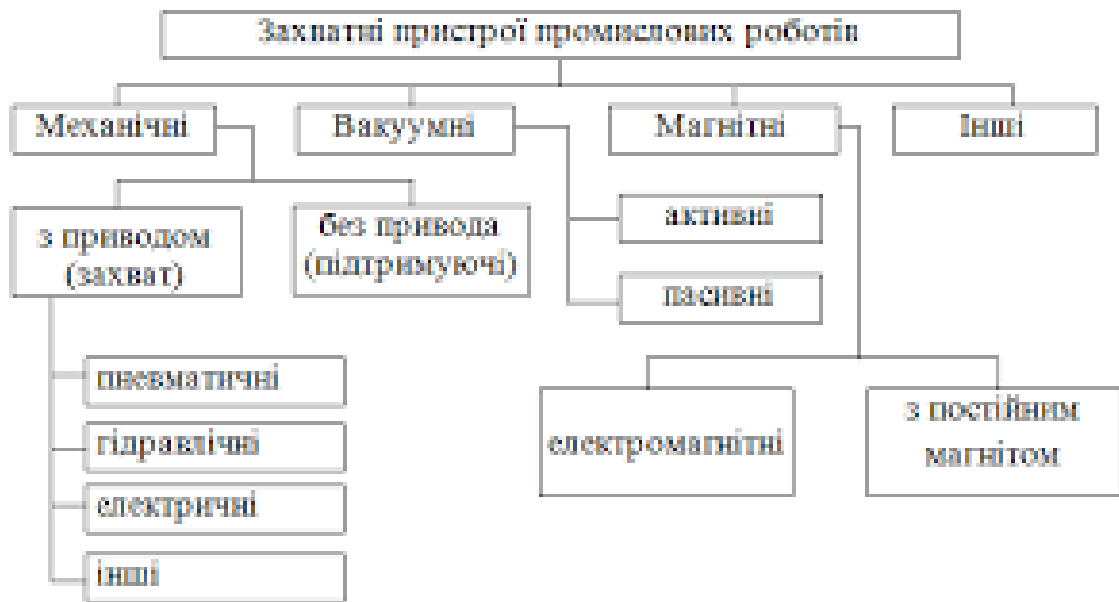 Захватні пристрої промислових роботів
Механічні
Вакуумні
Магнітні
Інші
з приводом
(захват)
без привода
(підтримуючі)
активні
пасивні
пневматичні
гідравлічні
електричні
інші
електромагнітні
з постійним
магнітом